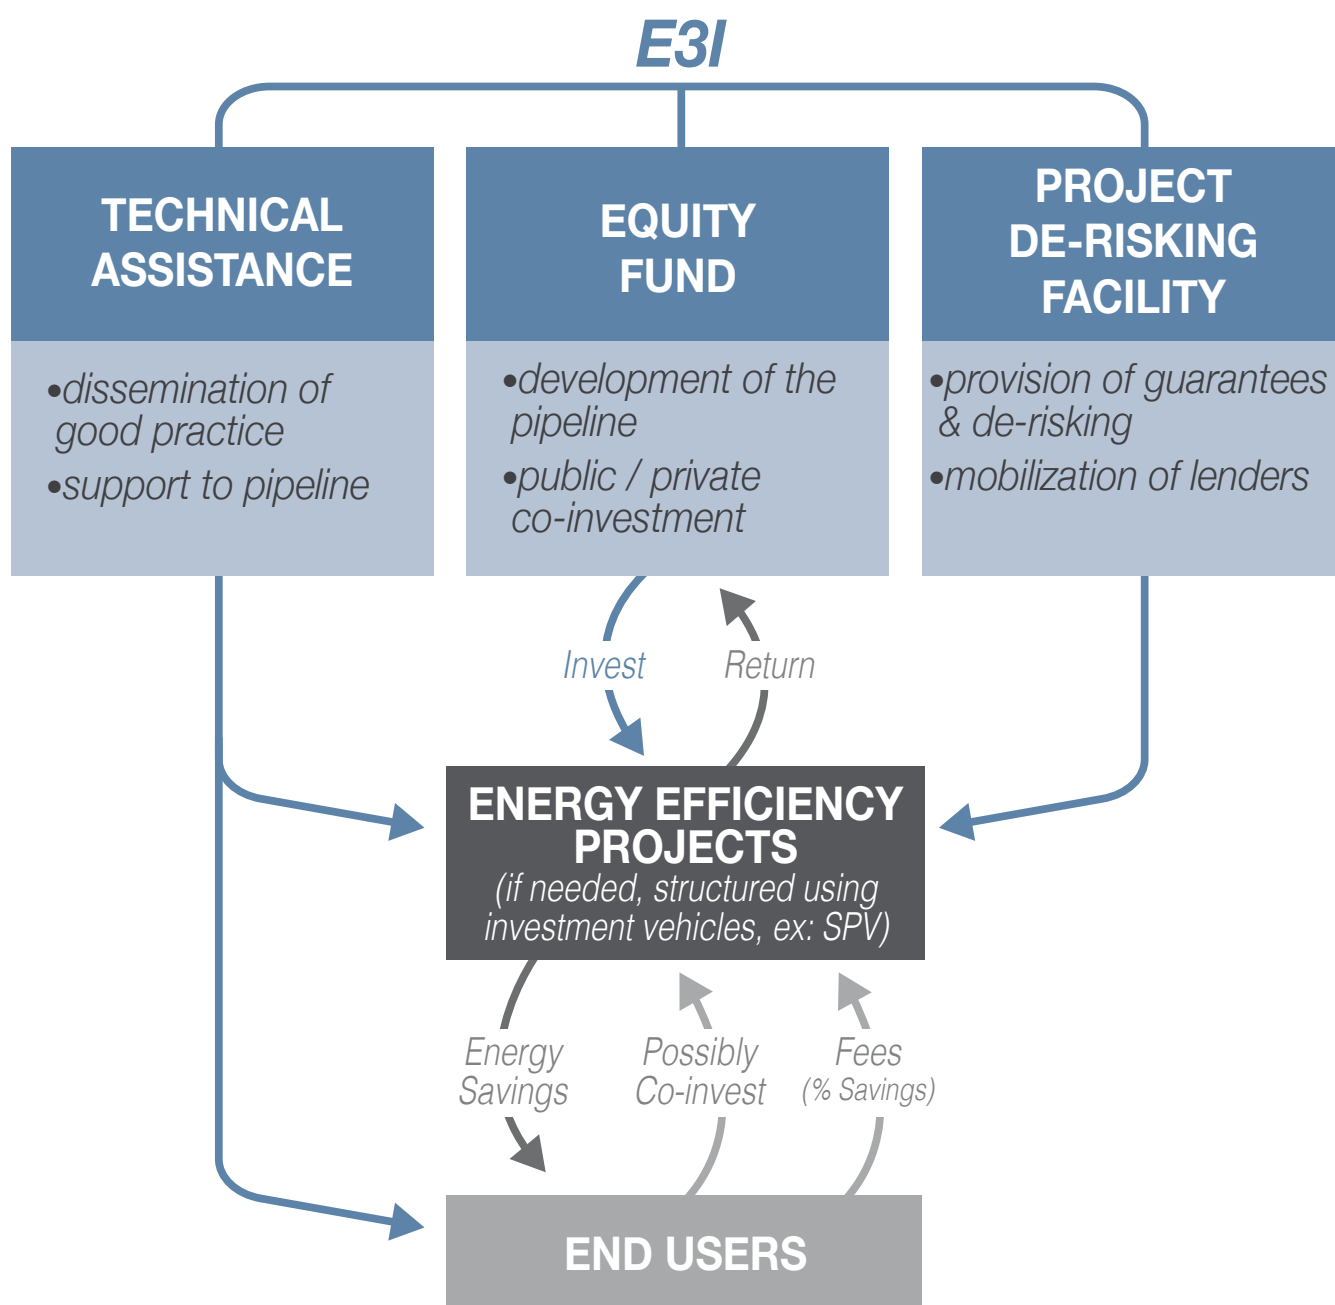 E3I
TECHNICAL
ASSISTANCE
•dissemination of
good practice
•support to pipeline
EQUITY
FUND
•development of the
pipeline
•public / private
co-investment
PROJECT
DE-RISKING
FACILITY
•provision of guarantees
& de-risking
•mobilization of lenders
Invest
Return
ENERGY EFFICIENCY
PROJECTS
(if needed, structured using
investment vehicles, ex: SPV)
Energy
Savings
Possibly
Co-invest
Fees
(% Savings)
END USERS